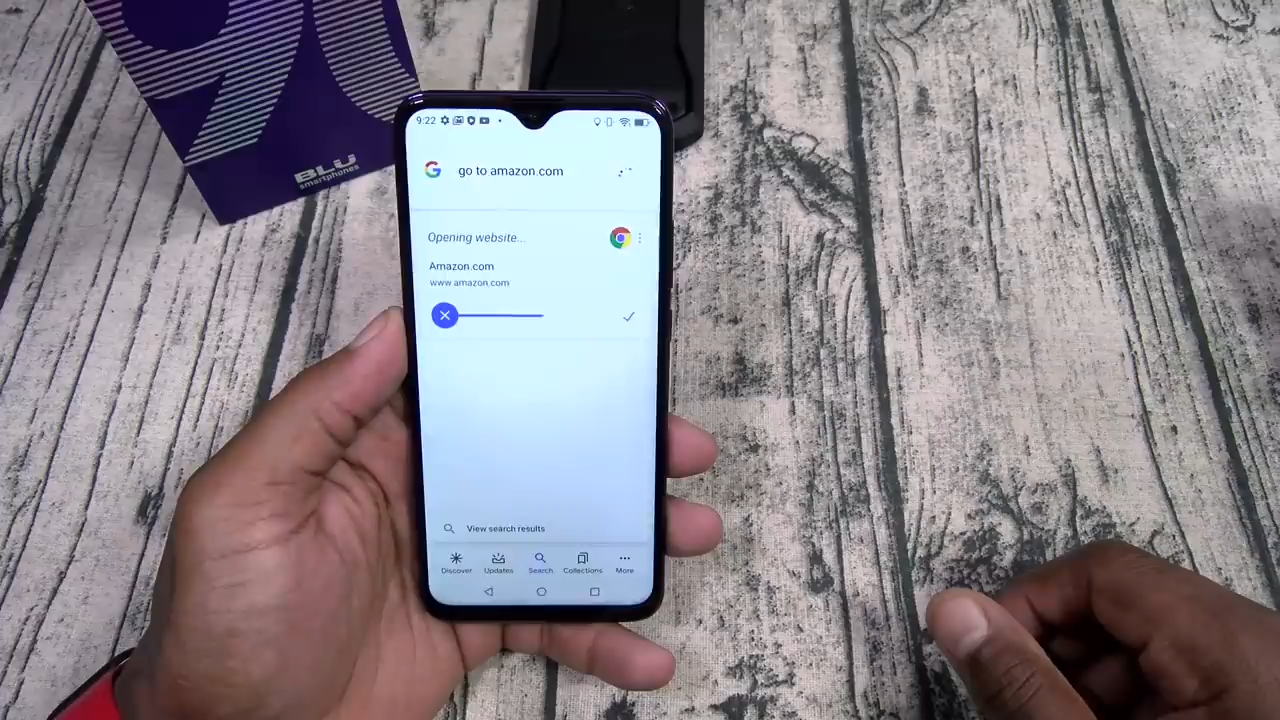 90
BLU
smartphones
9:22
go to amazon.com
Opening website...
Amazon.com
www.amazon.com
View search results
Discover
Updates
Search
Collections
More